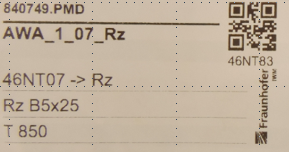 840749.PMD
AWA_1_07_Rz
46NT83
46NT07 -> Rz
Rz B5x25
T 850
Fraunhofer
IWM